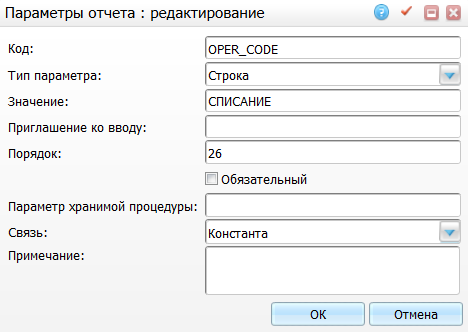 Параметры отчета : редактирование
Код: OPER_CODE
Тип параметра: Строка
Значение: СПИСАНИЕ
Приглашение ко вводу:
Порядок: 26
Обязательный
Параметр хранимой процедуры:
Связь: Константа
Примечание:
ОК Отмена